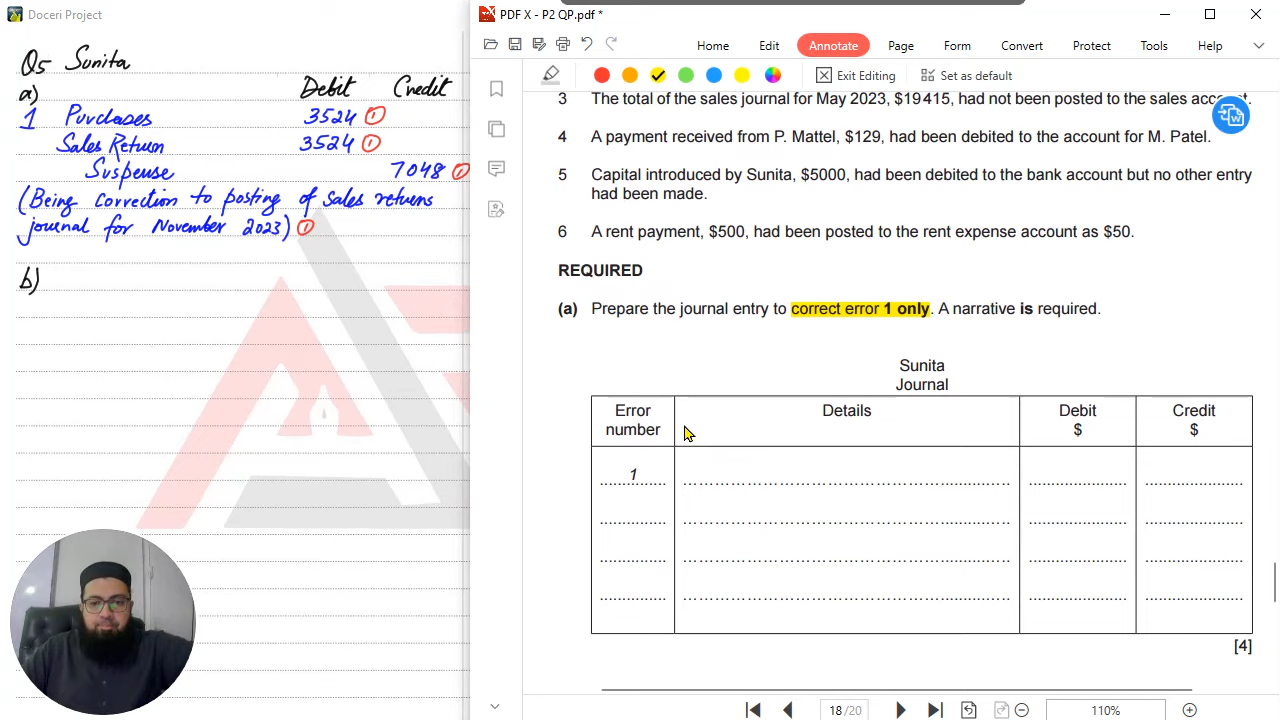 Doceri Project
Q5 Sunita
a)
Debit Credit
1 Purchases 3524 ①
Sales Return 3524 ①
Suspense 7048 ①
(Being correction to posting of sales returns
journal for November 2023) ①
b)
PDF X - P2 QP.pdf *
Home Edit Annotate Page Form Convert Protect Tools Help
Exit Editing Set as default
3 The total of the sales journal for May 2023, $19415, had not been posted to the sales account.
4 A payment received from P. Mattel, $129, had been debited to the account for M. Patel.
5 Capital introduced by Sunita, $5000, had been debited to the bank account but no other entry
had been made.
6 A rent payment, $500, had been posted to the rent expense account as $50.
REQUIRED
(a) Prepare the journal entry to correct error 1 only. A narrative is required.
Sunita
Journal
Error number Details Debit $ Credit $
1
[4]
18 /20 110%